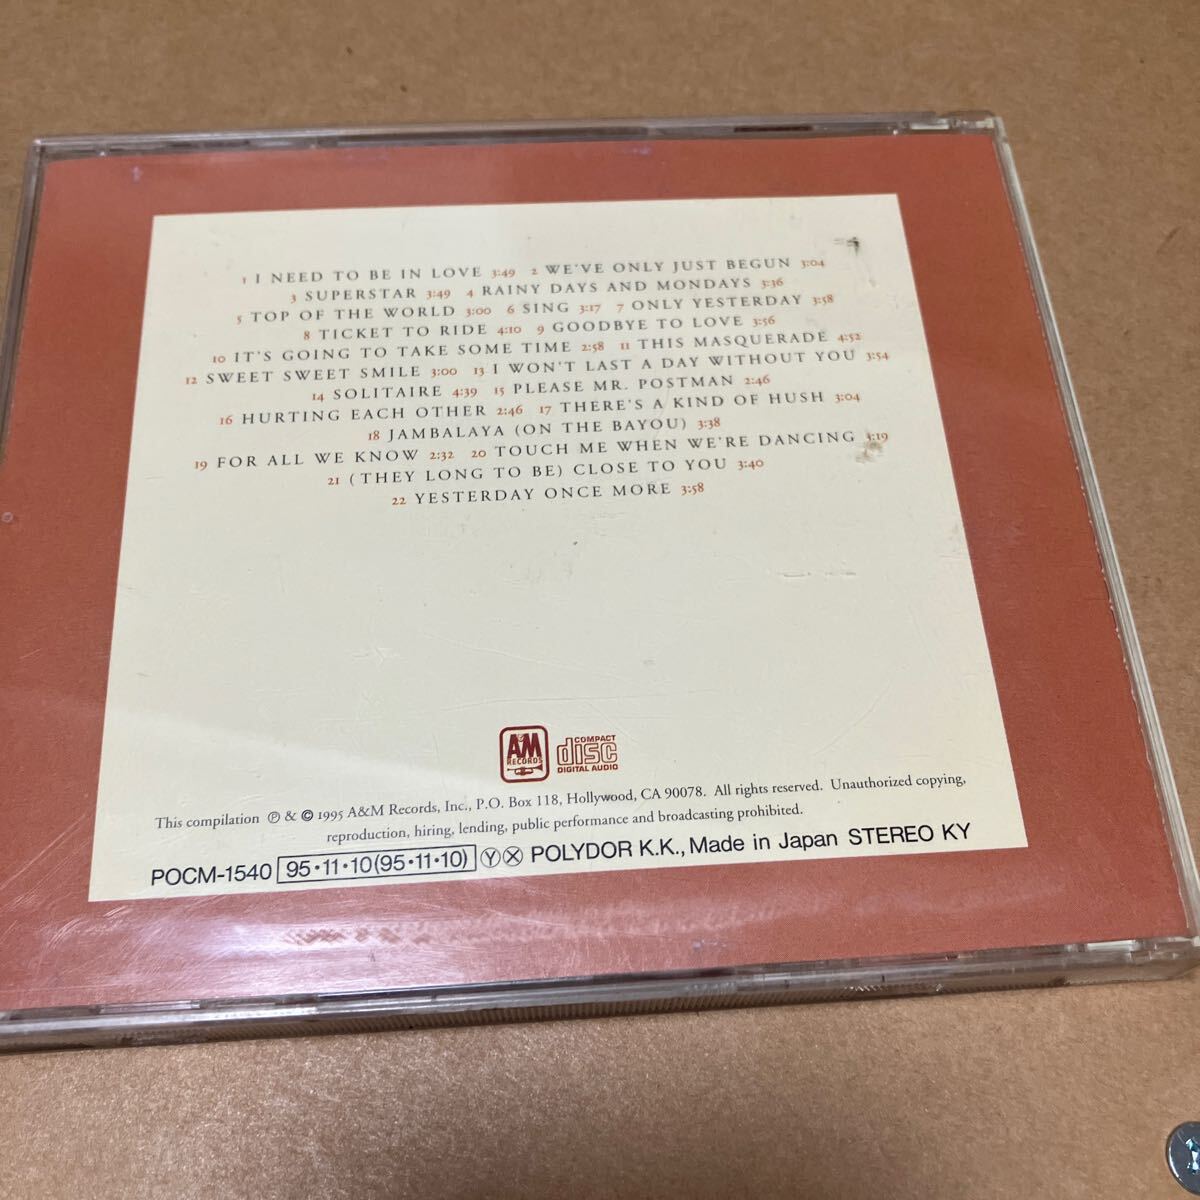 1 I NEED TO BE IN LOVE 3:49 2 WE'VE ONLY JUST BEGUN 3:04
3 SUPERSTAR 3:49 4 RAINY DAYS AND MONDAYS 3:36
5 TOP OF THE WORLD 3:00 6 SING 3:17 7 ONLY YESTERDAY 3:58
8 TICKET TO RIDE 4:10 9 GOODBYE TO LOVE 3:56
10 IT'S GOING TO TAKE SOME TIME 2:58 11 THIS MASQUERADE 4:52
12 SWEET SWEET SMILE 3:00 13 I WON'T LAST A DAY WITHOUT YOU 3:54
14 SOLITAIRE 4:39 15 PLEASE MR. POSTMAN 2:46
16 HURTING EACH OTHER 2:46 17 THERE'S A KIND OF HUSH 3:04
18 JAMBALAYA (ON THE BAYOU) 3:38
19 FOR ALL WE KNOW 2:32 20 TOUCH ME WHEN WE'RE DANCING 3:19
21 (THEY LONG TO BE) CLOSE TO YOU 3:40
22 YESTERDAY ONCE MORE 3:58
A&M RECORDS
COMPACT disc DIGITAL AUDIO
This compilation ℗ & © 1995 A&M Records, Inc., P.O. Box 118, Hollywood, CA 90078. All rights reserved. Unauthorized copying,
reproduction, hiring, lending, public performance and broadcasting prohibited.
POCM-1540 95•11•10(95•11•10) Ⓨ Ⓧ POLYDOR K.K., Made in Japan STEREO KY